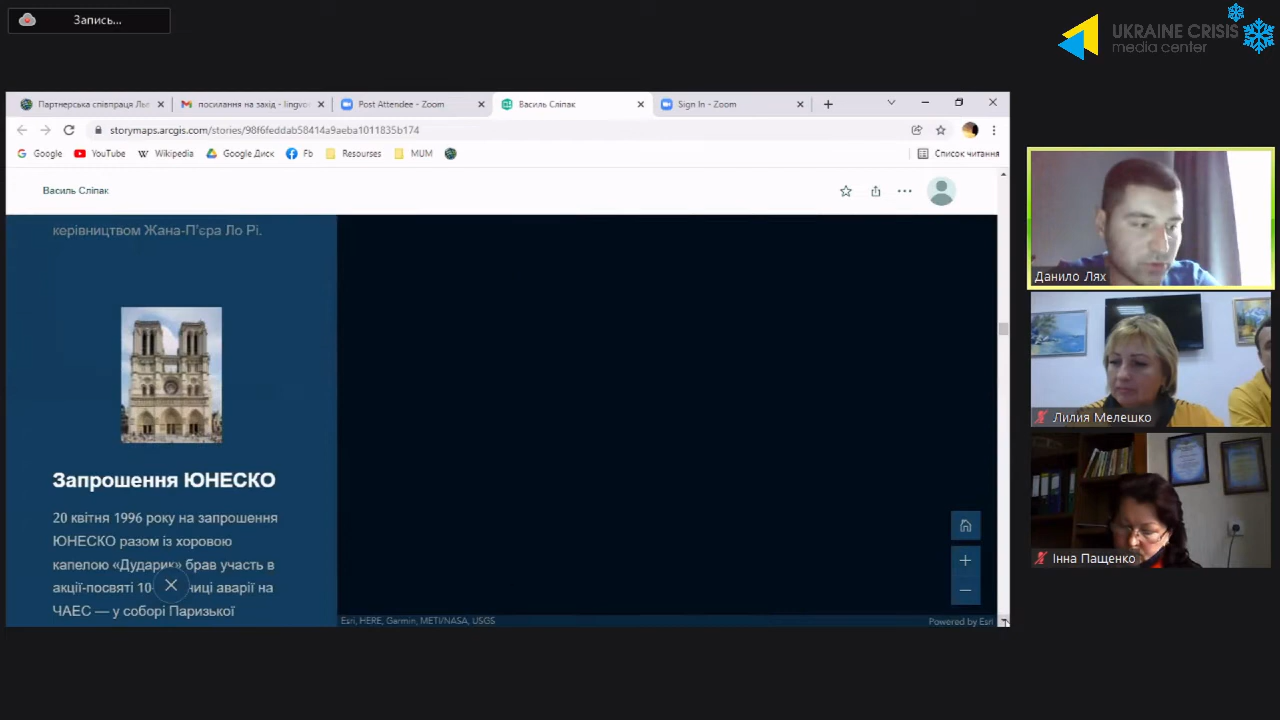 Запись...
UKRAINE CRISIS
media center
Партнерська співпраця Льв
посилання на захід - lingvo
Post Attendee - Zoom
Василь Сліпак
Sign In - Zoom
storymaps.arcgis.com/stories/98f6feddab58414a9aeba1011835b174
Google
YouTube
Wikipedia
Google Диск
Fb
Resourses
MUM
Список читання
Василь Сліпак
керівництвом Жана-П'єра Ло Рі.
Запрошення ЮНЕСКО
20 квітня 1996 року на запрошення
ЮНЕСКО разом із хоровою
капелою «Дударик» брав участь в
акції-посвяті 10-
ниці аварії на
ЧАЕС — у соборі Паризької
Esri, HERE, Garmin, METI/NASA, USGS
Powered by Esri
Данило Лях
Лилия Мелешко
Інна Пащенко